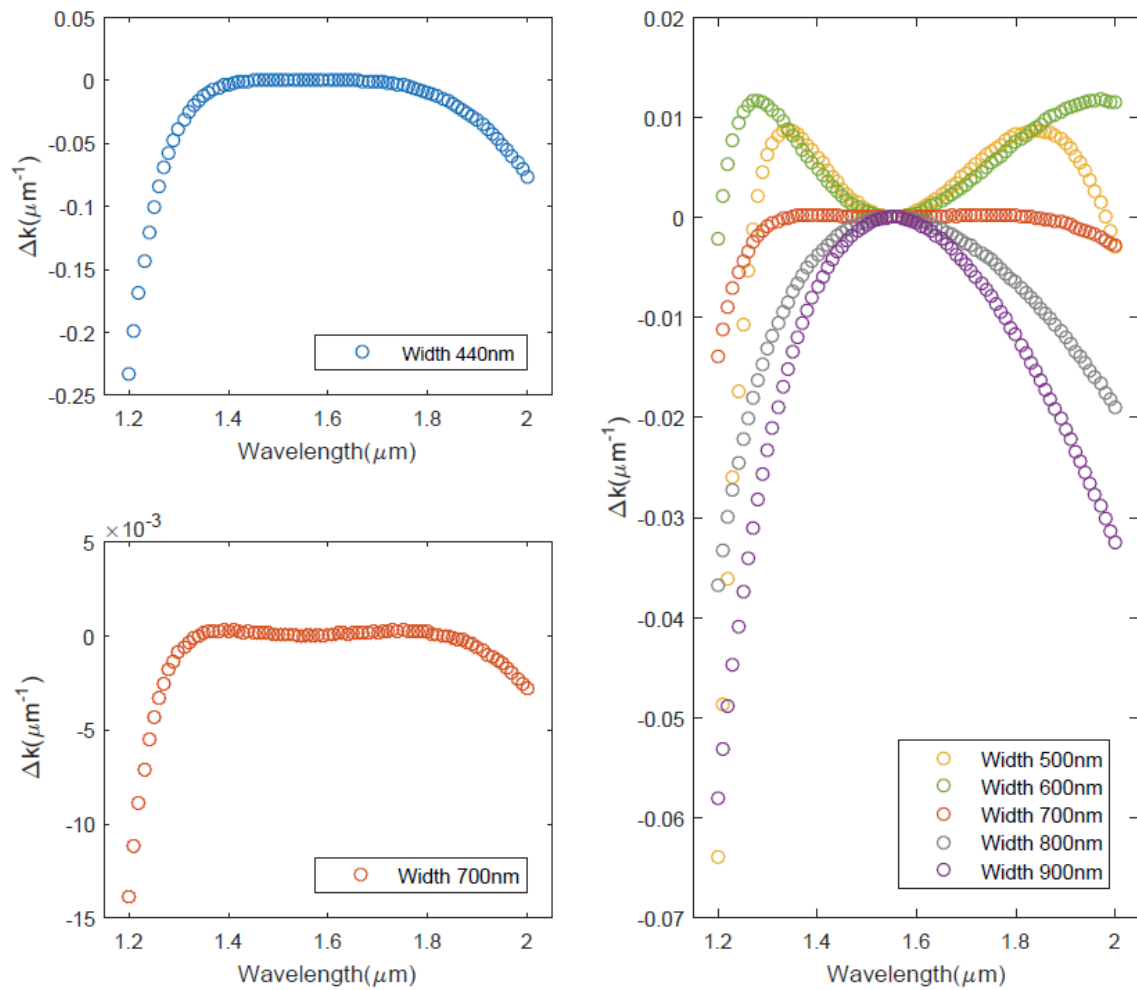 0.05
0
-0.05
-0.1
-0.15
-0.2
-0.25
Δk(μm⁻¹)
Width 440nm
1.2 1.4 1.6 1.8 2
Wavelength(μm)
×10⁻³
5
0
-5
-10
-15
Δk(μm⁻¹)
Width 700nm
1.2 1.4 1.6 1.8 2
Wavelength(μm)
0.02
0.01
0
-0.01
-0.02
-0.03
-0.04
-0.05
-0.06
-0.07
Δk(μm⁻¹)
Width 500nm
Width 600nm
Width 700nm
Width 800nm
Width 900nm
1.2 1.4 1.6 1.8 2
Wavelength(μm)